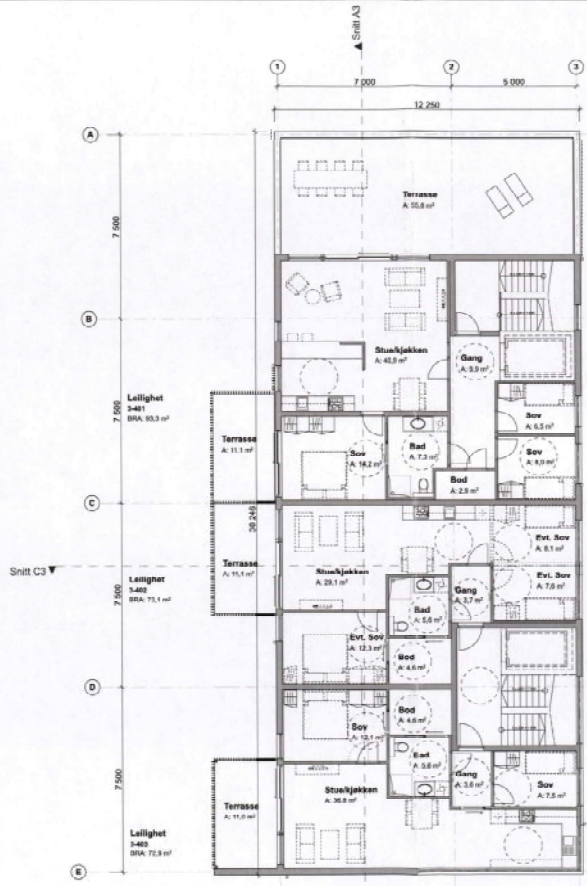 Snitt A3
1
2
3
7 000
5 000
12 250
A
Terrasse
A: 55,8 m²
7 500
B
Stue/kjøkken
Gang
A: 9,9 m²
Leilighet
3-401
BRA: 93,3 m²
7 500
Sov
A: 6,5 m²
Terrasse
A: 11,1 m²
Sov
A: 14,2 m²
Bad
A: 7,3 m²
Sov
A: 8,0 m²
Bod
A: 2,9 m²
C
30 246
Evt. Sov
A: 8,1 m²
Snitt C3
Terrasse
A: 11,1 m²
Stue/kjøkken
A: 29,1 m²
Evt. Sov
A: 7,6 m²
Leilighet
3-402
BRA: 73,1 m²
7 500
Gang
A: 3,7 m²
Bad
A: 5,6 m²
Evt. Sov
A: 12,3 m²
Bod
A: 4,6 m²
D
Bod
A: 4,6 m²
Sov
A: 12,1 m²
Bad
A: 5,6 m²
7 500
Gang
A: 3,6 m²
Stue/kjøkken
A: 36,8 m²
Sov
A: 7,5 m²
Terrasse
A: 11,0 m²
Leilighet
3-403
BRA: 72,9 m²
E